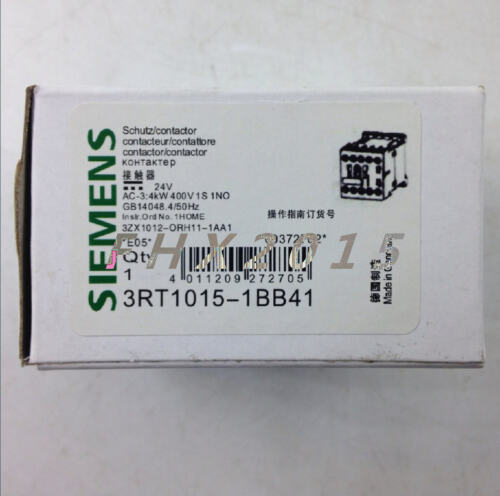 SIEMENS
Schutz/contactor
contacteur/contattore
contactor/contactor
контактер
接触器
24V
AC-3:4kW 400V 1S 1NO
GB14048.4/50Hz
Instr.Ord No. 1HOME
3ZX1012-ORH11-1AA1
操作指南订货号
*E05*
Qty
1
4 011209 272705
3RT1015-1BB41
德国制造
Made in Germany
FHX2015